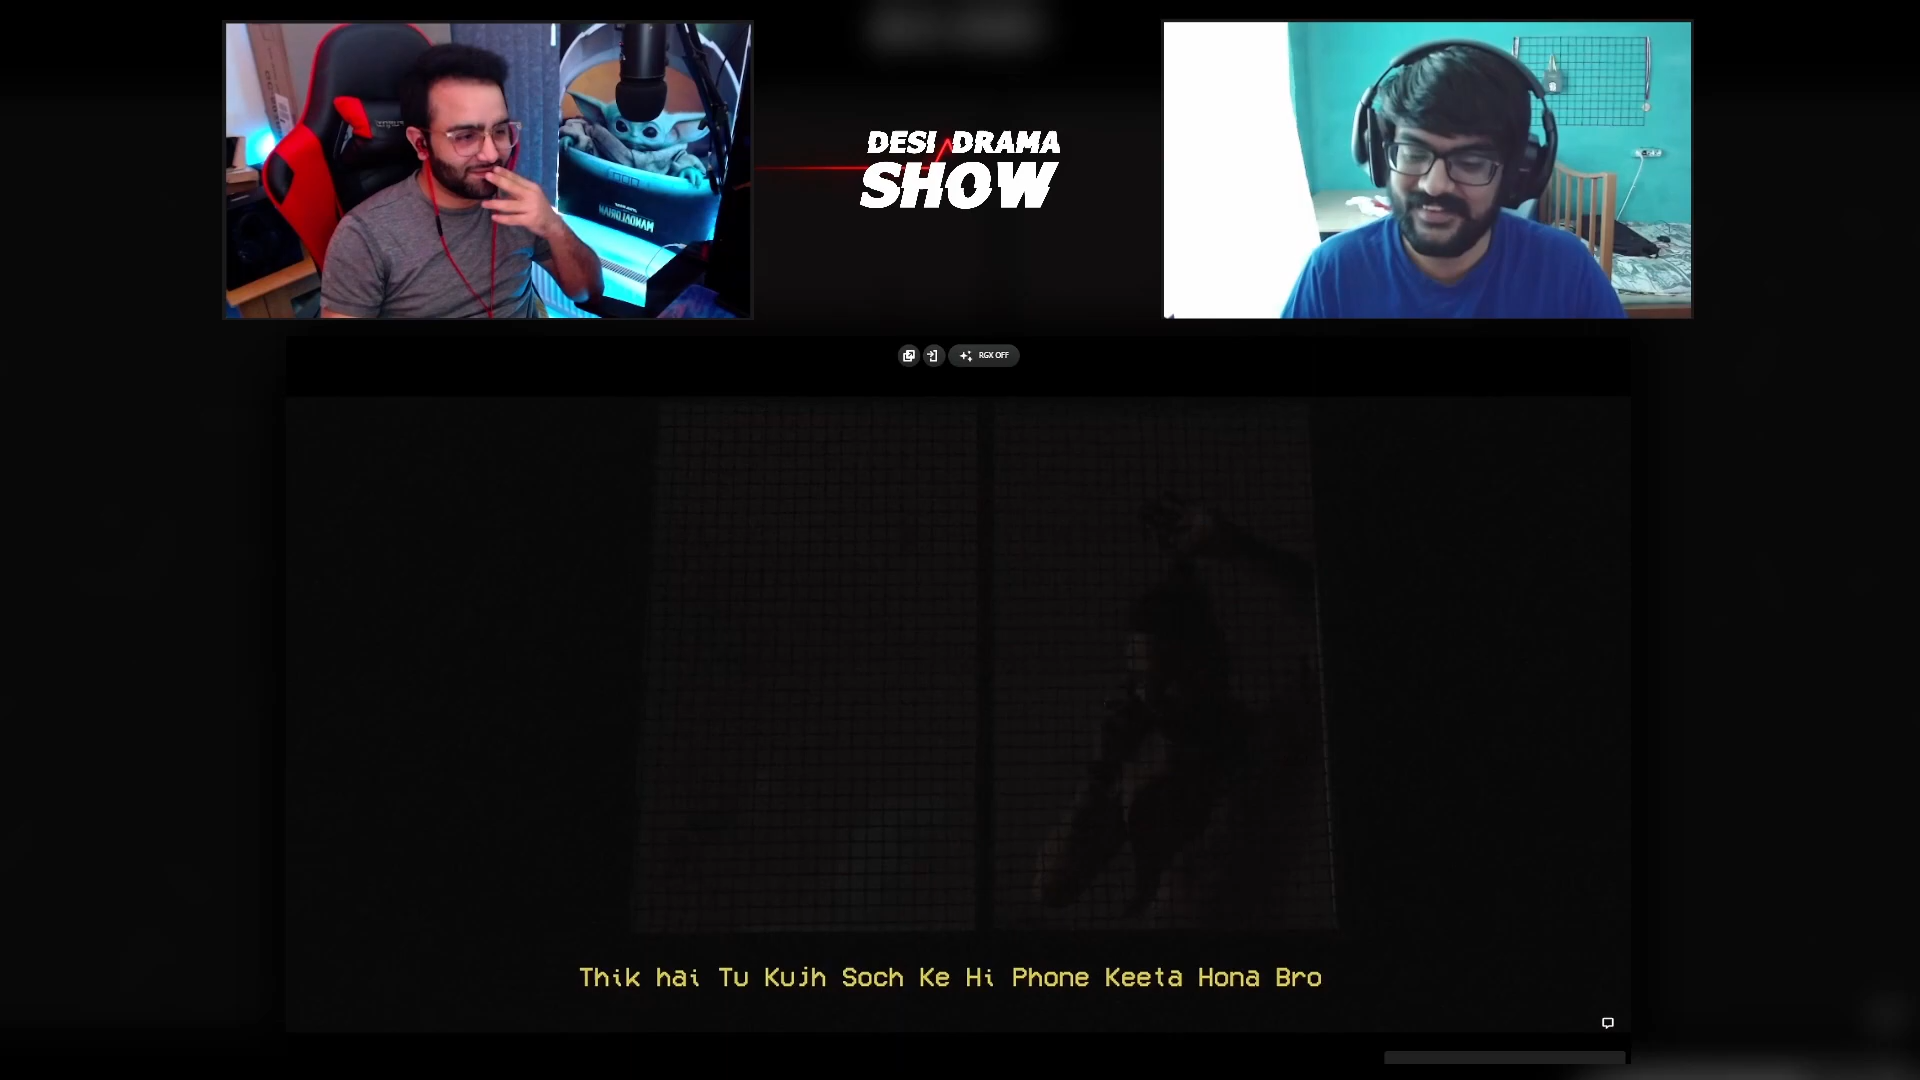 DESI DRAMA
SHOW
RGX OFF
Thik hai Tu Kujh Soch Ke Hi Phone Keeta Hona Bro